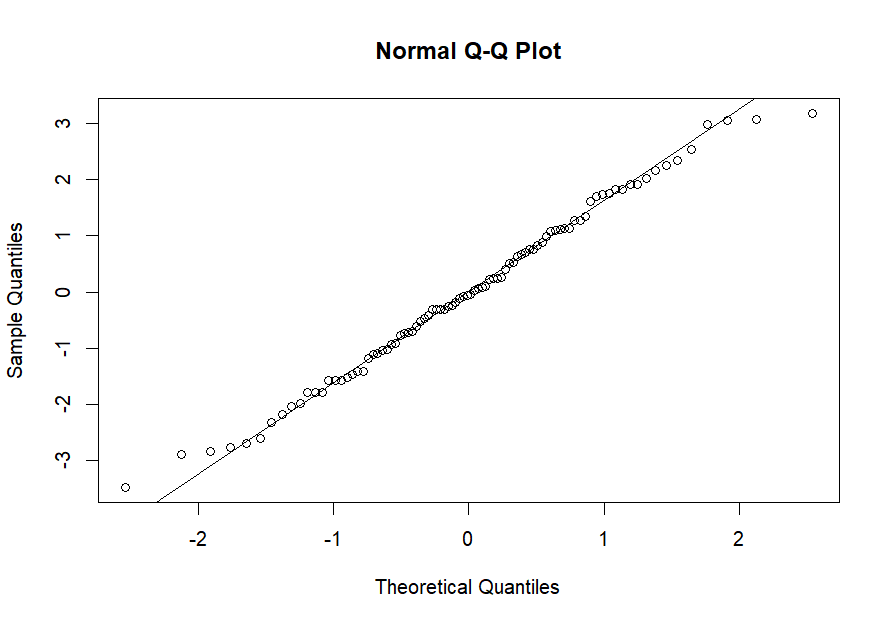 Normal Q-Q Plot
3
2
1
0
-1
-2
-3
Sample Quantiles
-2 -1 0 1 2
Theoretical Quantiles